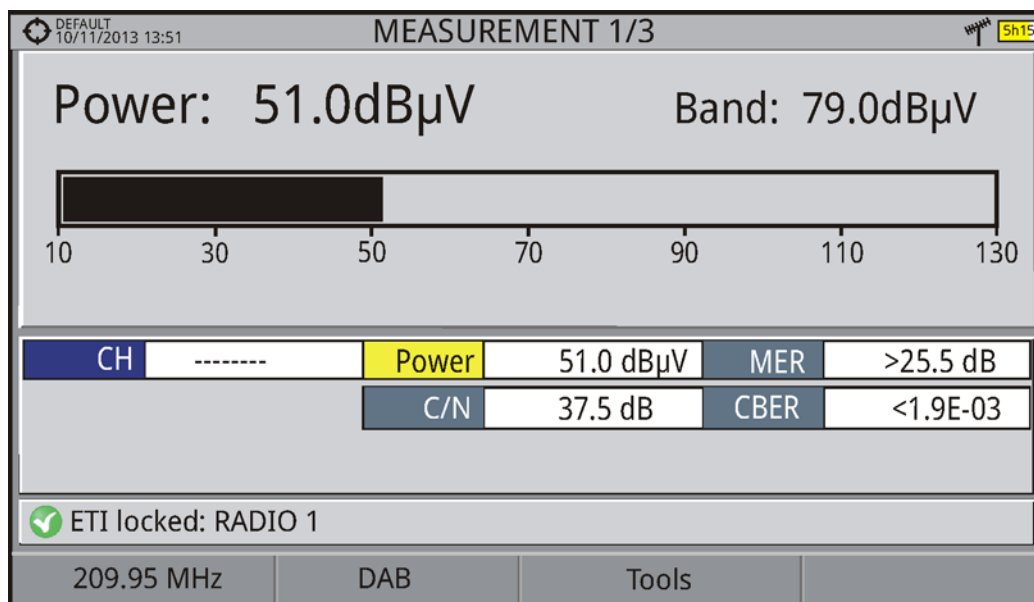 DEFAULT
10/11/2013 13:51
MEASUREMENT 1/3
5h15
Power: 51.0dBµV
Band: 79.0dBµV
10 30 50 70 90 110 130
CH -------- Power 51.0 dBµV MER >25.5 dB
C/N 37.5 dB CBER <1.9E-03
ETI locked: RADIO 1
209.95 MHz DAB Tools